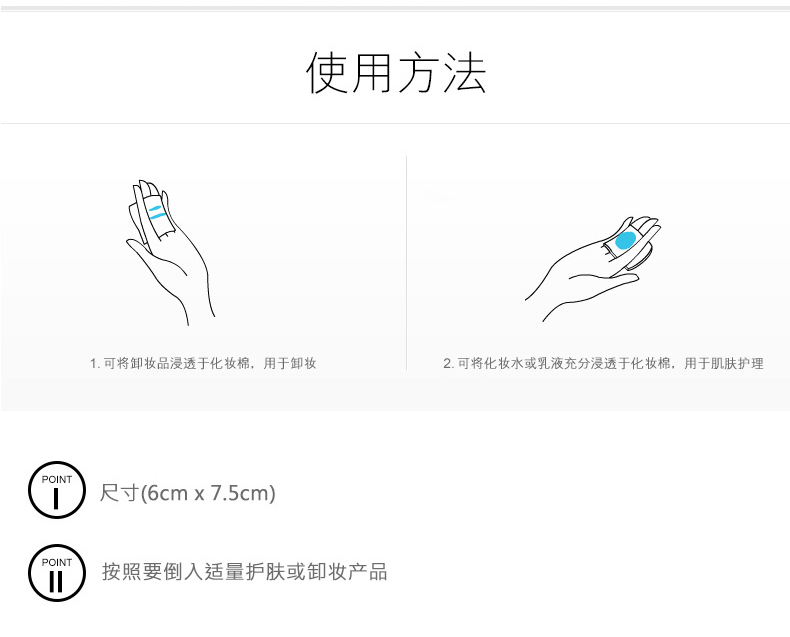 使用方法
1. 可将卸妆品浸透于化妆棉，用于卸妆
2. 可将化妆水或乳液充分浸透于化妆棉，用于肌肤护理
POINT
I
尺寸(6cm x 7.5cm)
POINT
II
按照要倒入适量护肤或卸妆产品